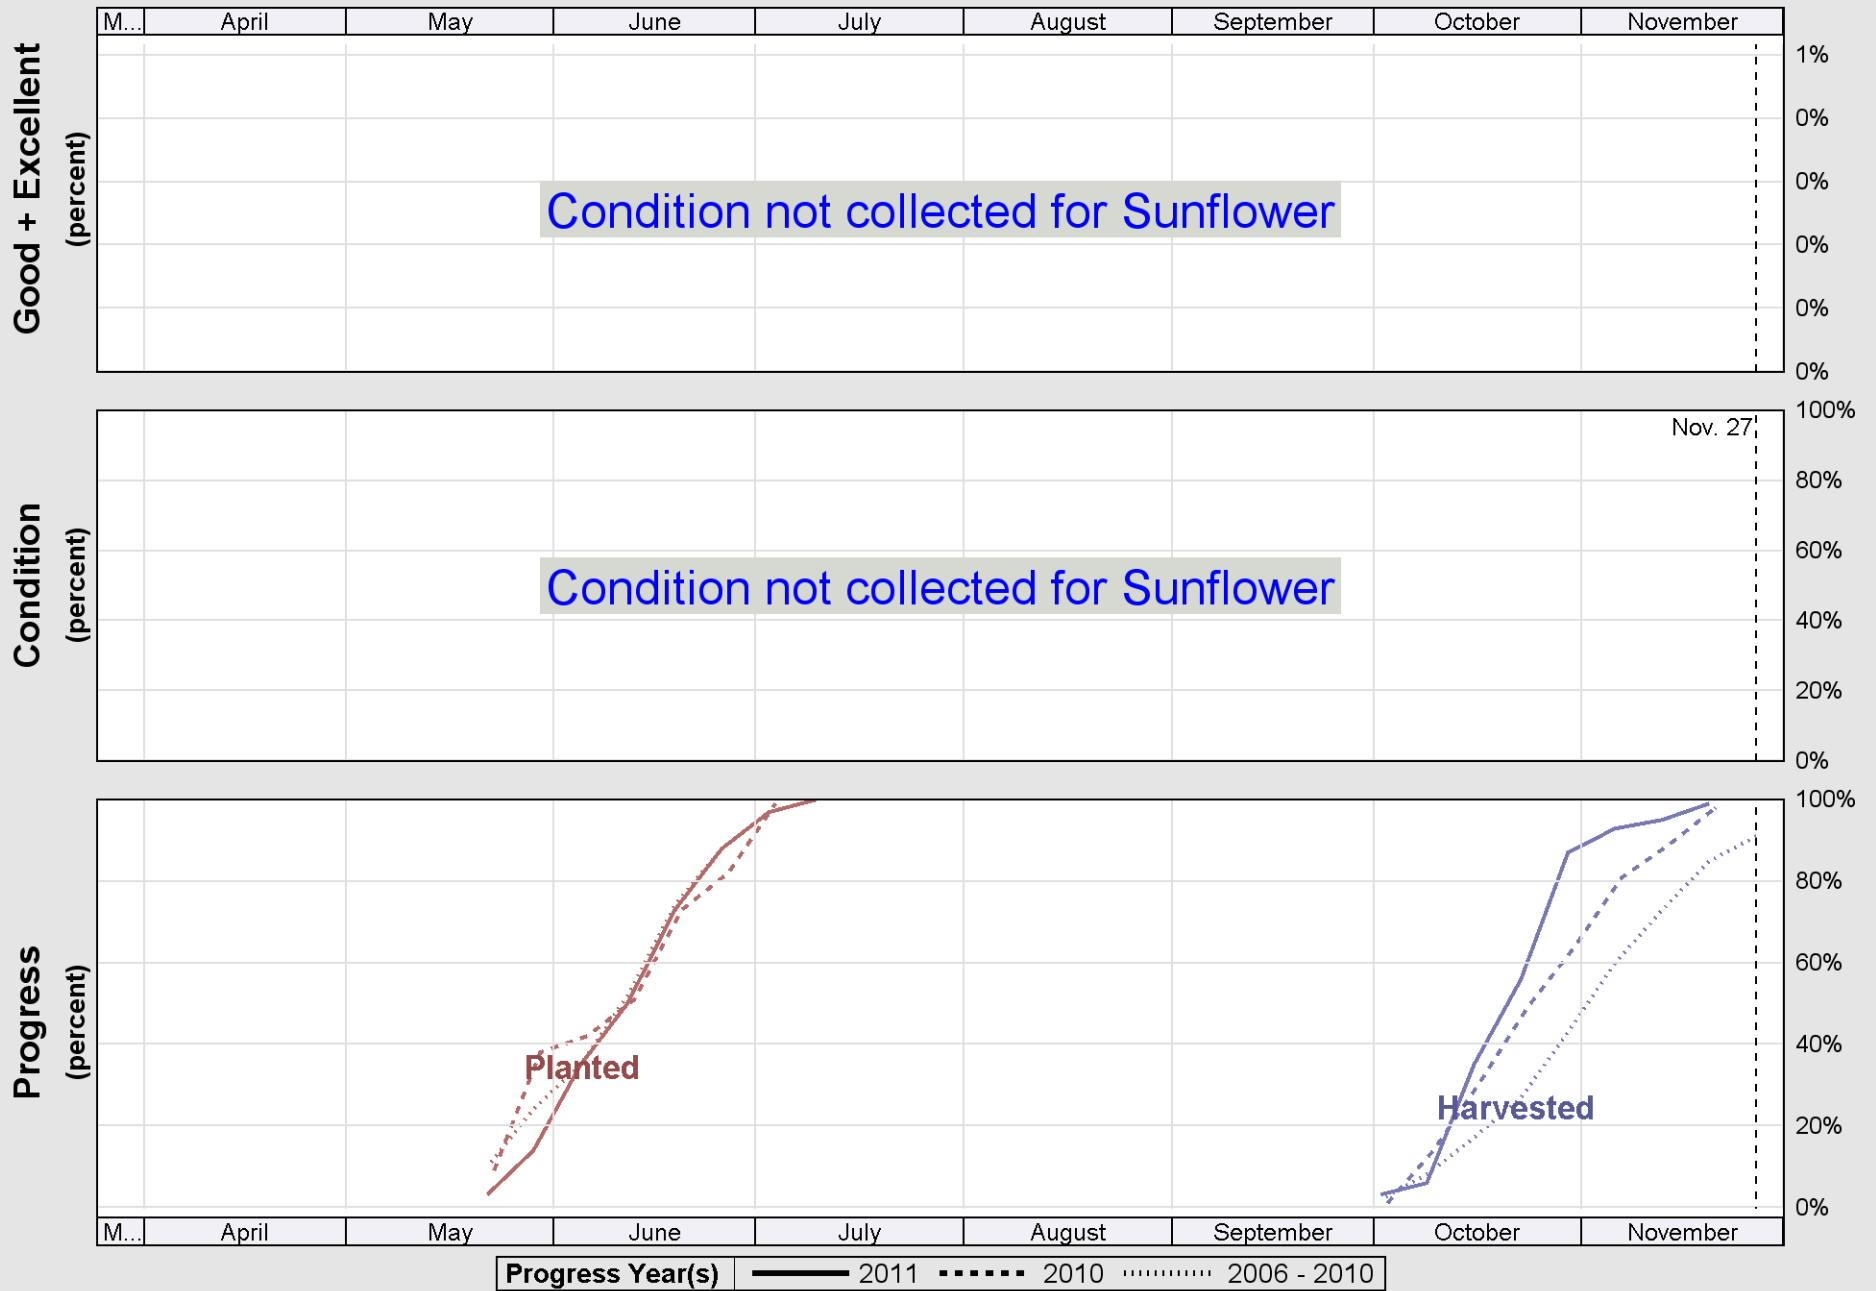 M... April May June July August September October November
Good + Excellent
(percent)
1%
0%
0%
0%
0%
0%
Condition not collected for Sunflower
Condition
(percent)
Nov. 27
100%
80%
60%
40%
20%
0%
Condition not collected for Sunflower
Progress
(percent)
100%
80%
60%
40%
20%
0%
Planted
Harvested
M... April May June July August September October November
Progress Year(s) 2011 2010 2006 - 2010